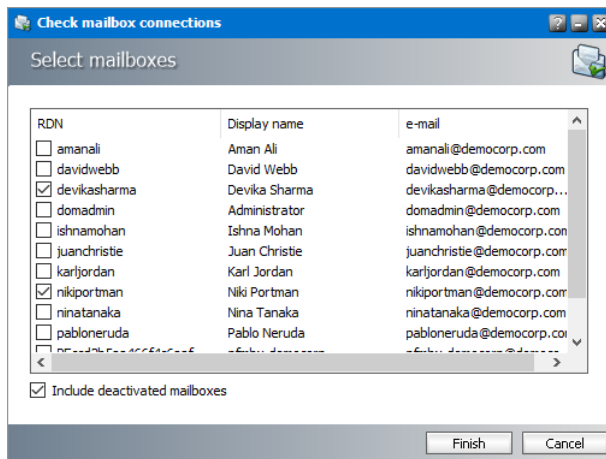 Check mailbox connections
Select mailboxes
RDN Display name e-mail
amanali Aman Ali amanali@democorp.com
davidwebb David Webb davidwebb@democorp.com
devikasharma Devika Sharma devikasharma@democorp...
domadmin Administrator domadmin@democorp.com
ishnamohan Ishna Mohan ishnamohan@democorp.com
juanchristie Juan Christie juanchristie@democorp.com
karljordan Karl Jordan karljordan@democorp.com
nikiportman Niki Portman nikiportman@democorp.com
ninatanaka Nina Tanaka ninatanaka@democorp.com
pabloneruda Pablo Neruda pabloneruda@democorp.co
Include deactivated mailboxes
Finish Cancel